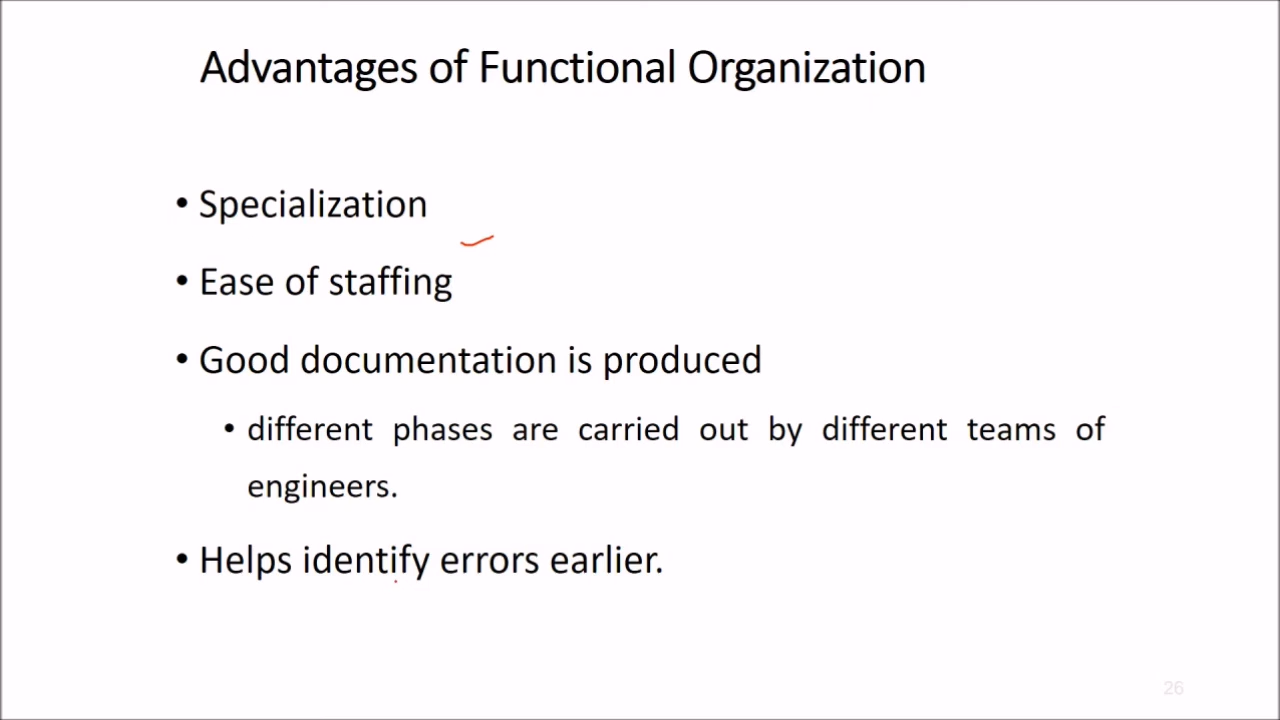 Advantages of Functional Organization
• Specialization
• Ease of staffing
• Good documentation is produced
• different phases are carried out by different teams of
engineers.
• Helps identify errors earlier.
26